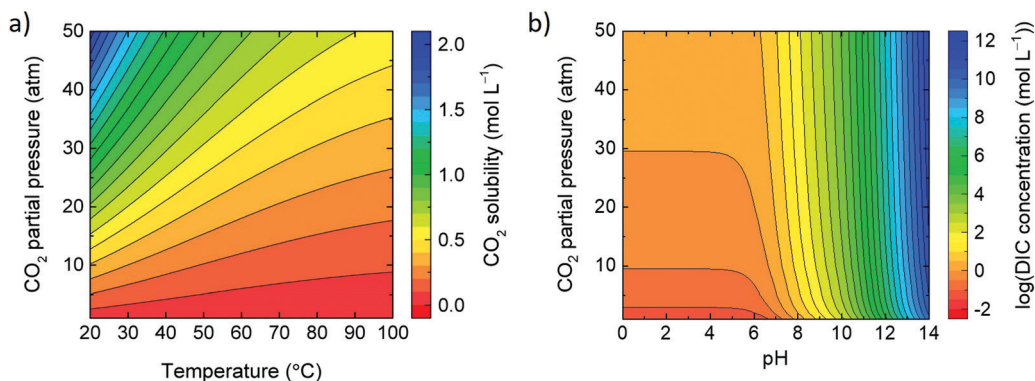 a)
CO₂ partial pressure (atm)
50
40
30
20
10
20 30 40 50 60 70 80 90 100
Temperature (°C)
2.0
1.5
1.0
0.5
0.0
CO₂ solubility (mol L⁻¹)
b)
CO₂ partial pressure (atm)
50
40
30
20
10
0 2 4 6 8 10 12 14
pH
12
10
8
6
4
2
0
-2
log(DIC concentration (mol L⁻¹))